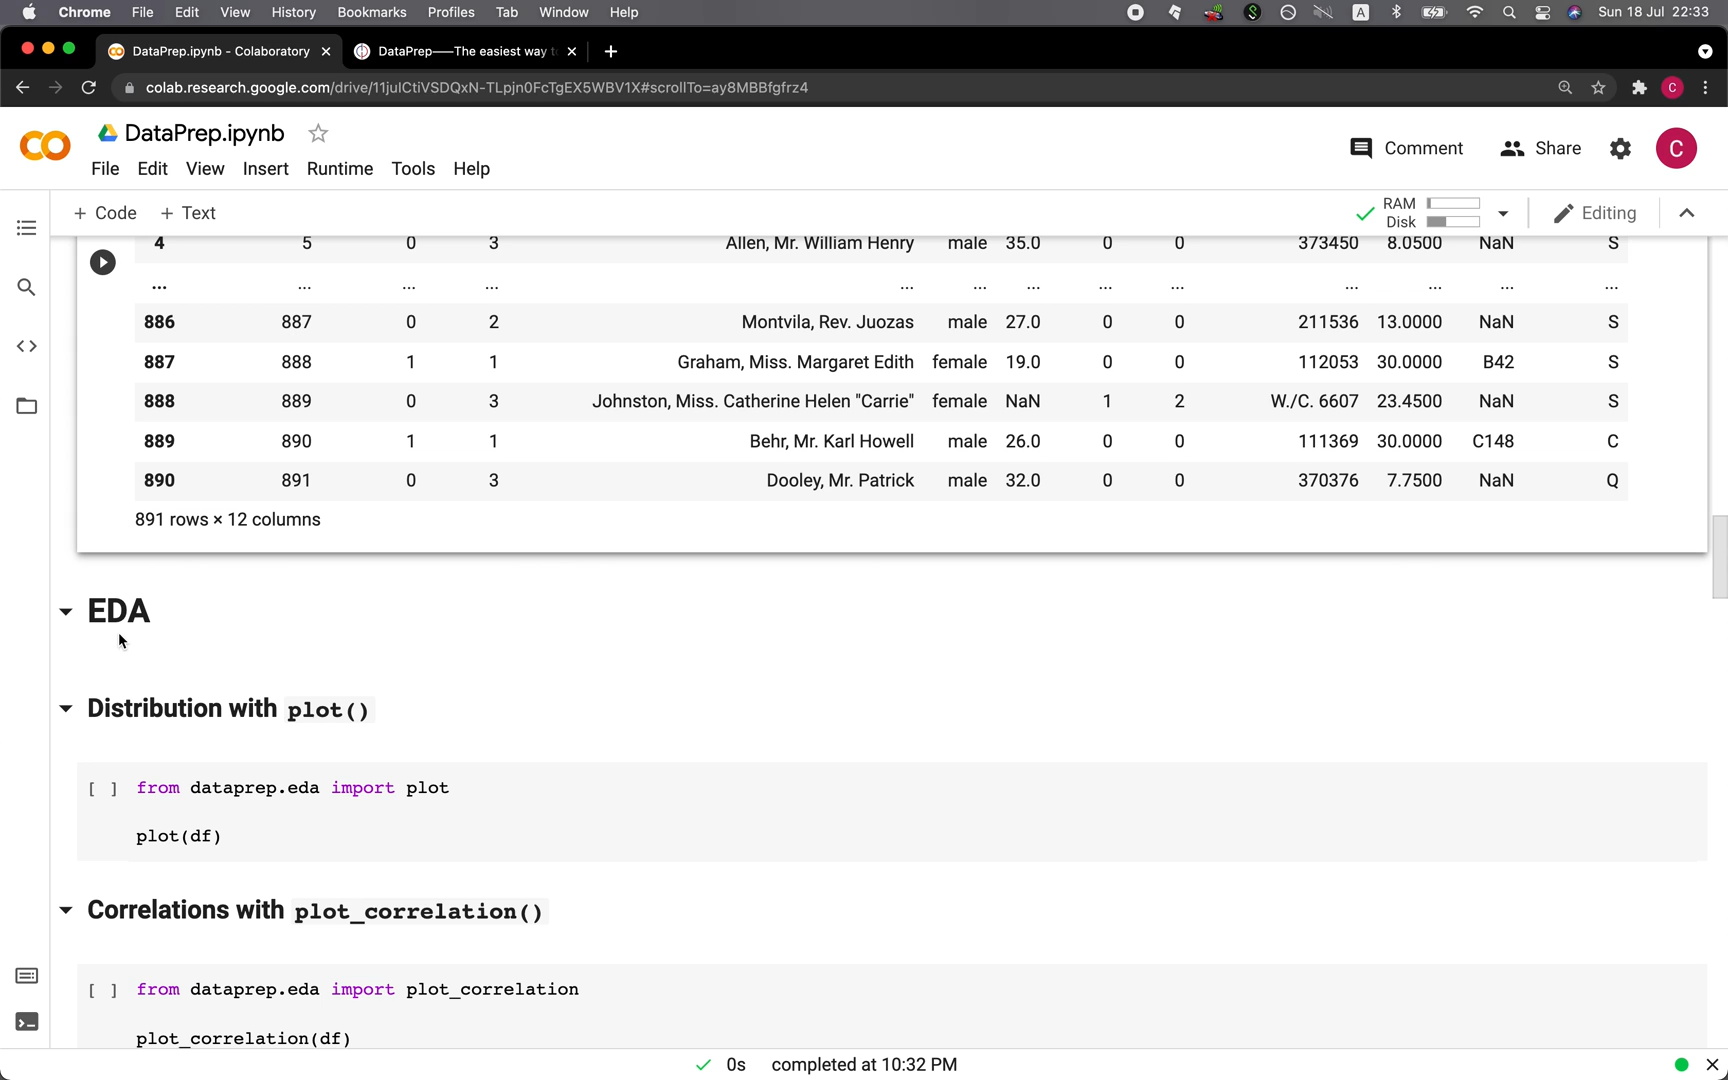 Chrome File Edit View History Bookmarks Profiles Tab Window Help A Sun 18 Jul 22:33
DataPrep.ipynb - Colaboratory DataPrep——The easiest way
colab.research.google.com/drive/11juICtiVSDQxN-TLpjn0FcTgEX5WBV1X#scrollTo=ay8MBBfgfrz4 C
DataPrep.ipynb
File Edit View Insert Runtime Tools Help
Comment Share C
+ Code + Text RAM Disk Editing
4 5 0 3 Allen, Mr. William Henry male 35.0 0 0 373450 8.0500 NaN S
... ... ... ... ... ... ... ... ... ... ... ... ...
886 887 0 2 Montvila, Rev. Juozas male 27.0 0 0 211536 13.0000 NaN S
887 888 1 1 Graham, Miss. Margaret Edith female 19.0 0 0 112053 30.0000 B42 S
888 889 0 3 Johnston, Miss. Catherine Helen "Carrie" female NaN 1 2 W./C. 6607 23.4500 NaN S
889 890 1 1 Behr, Mr. Karl Howell male 26.0 0 0 111369 30.0000 C148 C
890 891 0 3 Dooley, Mr. Patrick male 32.0 0 0 370376 7.7500 NaN Q
891 rows × 12 columns
EDA
Distribution with plot()
[ ] from dataprep.eda import plot
plot(df)
Correlations with plot_correlation()
[ ] from dataprep.eda import plot_correlation
plot_correlation(df)
0s completed at 10:32 PM